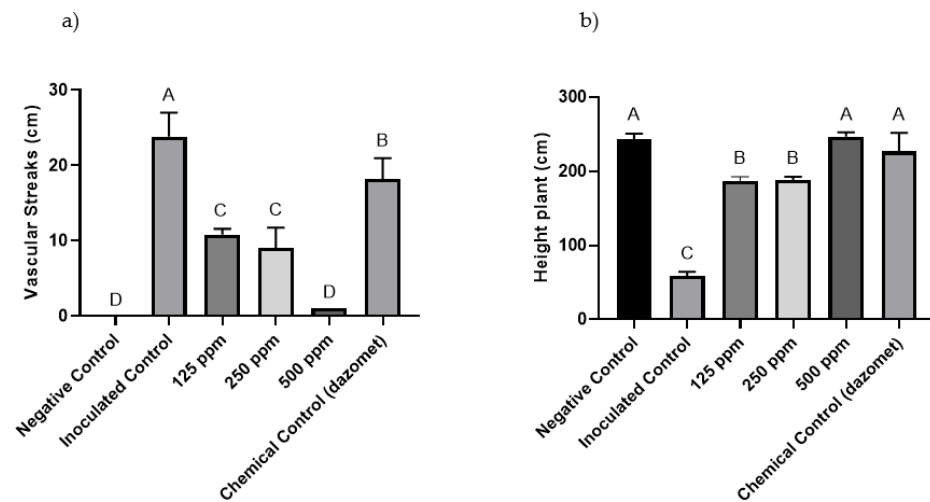 a)
Vascular Streaks (cm)
30
20
10
0
D
A
C
C
D
B
Negative Control
Inoculated Control
125 ppm
250 ppm
500 ppm
Chemical Control (dazomet)
b)
Height plant (cm)
300
200
100
0
A
C
B
B
A
A
Negative Control
Inoculated Control
125 ppm
250 ppm
500 ppm
Chemical Control (dazomet)